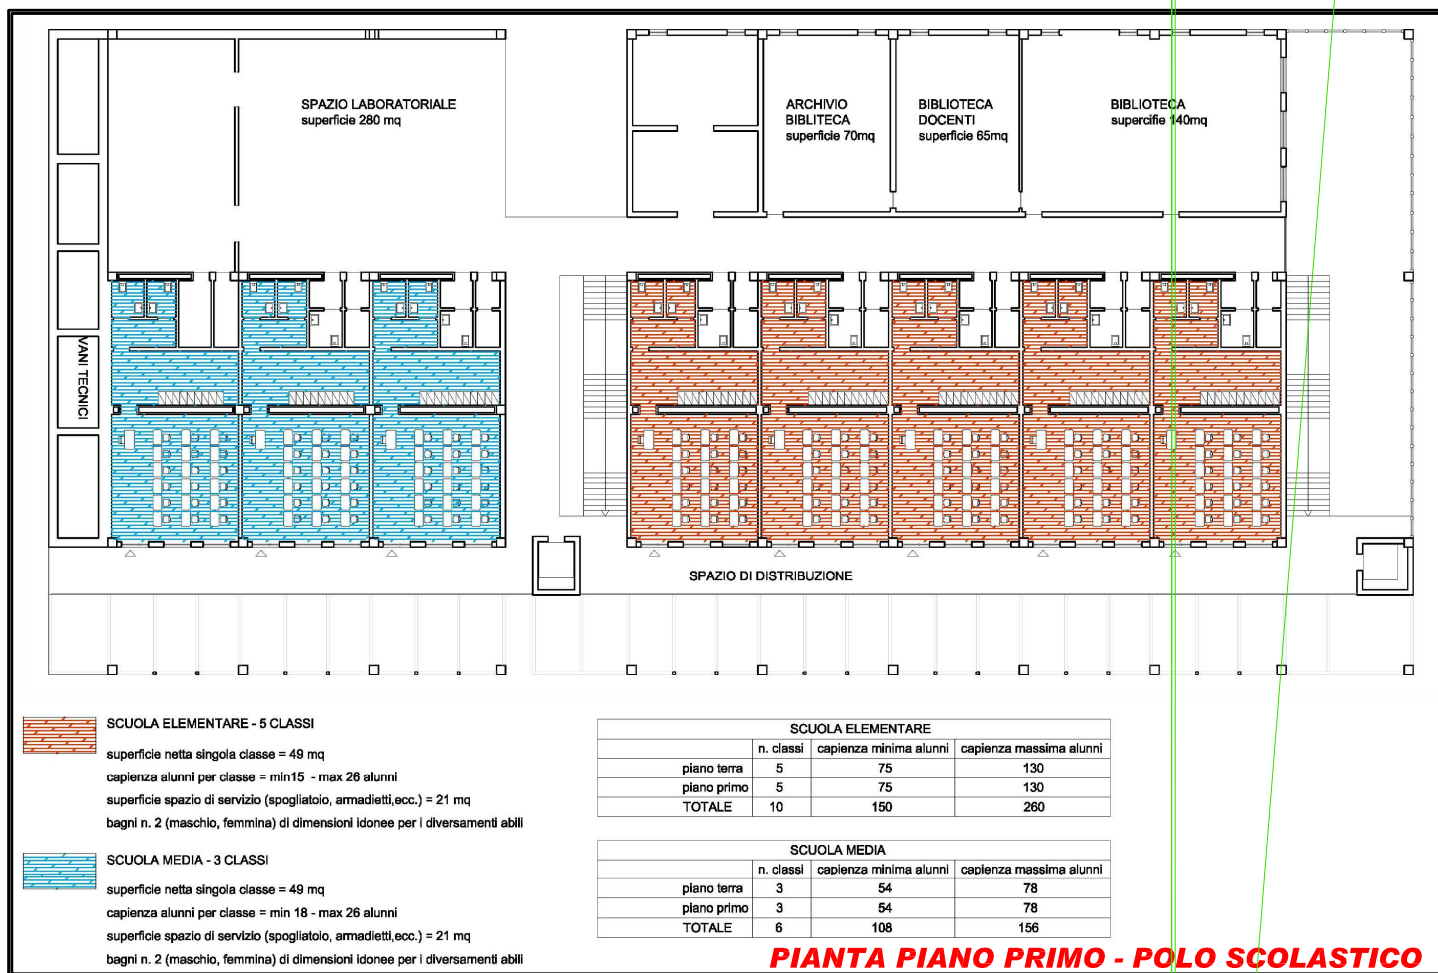 SPAZIO LABORATORIALE
superficie 280 mq
ARCHIVIO
BIBLITECA
superficie 70mq
BIBLIOTECA
DOCENTI
superficie 65mq
BIBLIOTECA
supercifie 140mq
VANI TECNICI
SPAZIO DI DISTRIBUZIONE
SCUOLA ELEMENTARE - 5 CLASSI
superficie netta singola classe = 49 mq
capienza alunni per classe = min15 - max 26 alunni
superficie spazio di servizio (spogliatoio, armadietti,ecc.) = 21 mq
bagni n. 2 (maschio, femmina) di dimensioni idonee per i diversamenti abili
SCUOLA MEDIA - 3 CLASSI
superficie netta singola classe = 49 mq
capienza alunni per classe = min 18 - max 26 alunni
superficie spazio di servizio (spogliatoio, armadietti,ecc.) = 21 mq
bagni n. 2 (maschio, femmina) di dimensioni idonee per i diversamenti abili
SCUOLA ELEMENTARE
n. classi capienza minima alunni capienza massima alunni
piano terra 5 75 130
piano primo 5 75 130
TOTALE 10 150 260
SCUOLA MEDIA
n. classi capienza minima alunni capienza massima alunni
piano terra 3 54 78
piano primo 3 54 78
TOTALE 6 108 156
PIANTA PIANO PRIMO - POLO SCOLASTICO